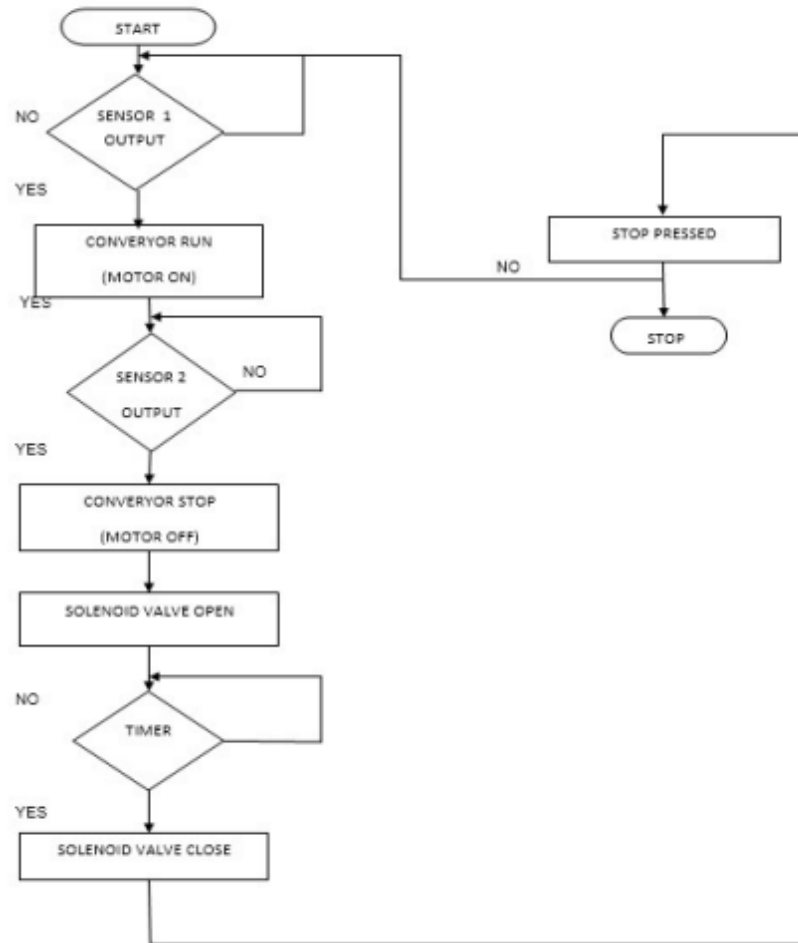 START
NO
SENSOR 1
OUTPUT
YES
CONVERYOR RUN
(MOTOR ON)
YES
SENSOR 2
NO
OUTPUT
YES
CONVERYOR STOP
(MOTOR OFF)
SOLENOID VALVE OPEN
NO
TIMER
YES
SOLENOID VALVE CLOSE
STOP PRESSED
NO
STOP